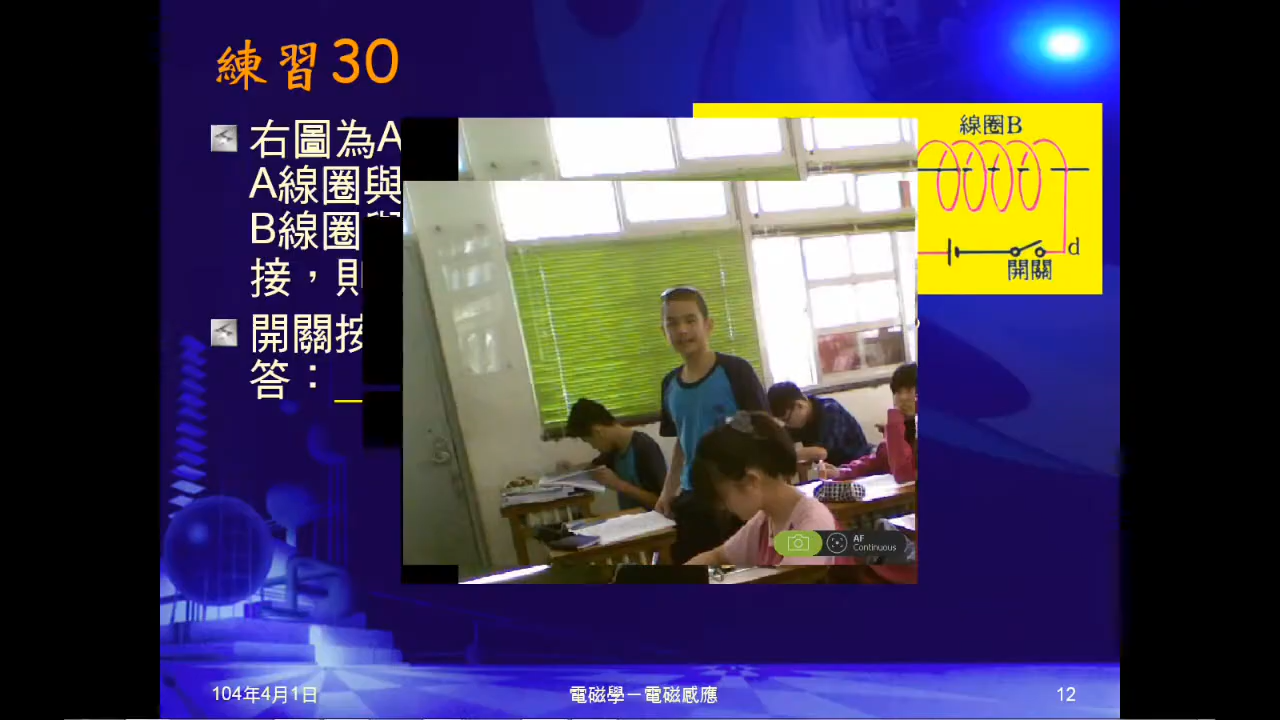 練習30
右圖為A
A線圈與
B線圈
接，則
開關按
答：
線圈B
d
開關
AF
Continuous
104年4月1日
電磁學－電磁感應
12